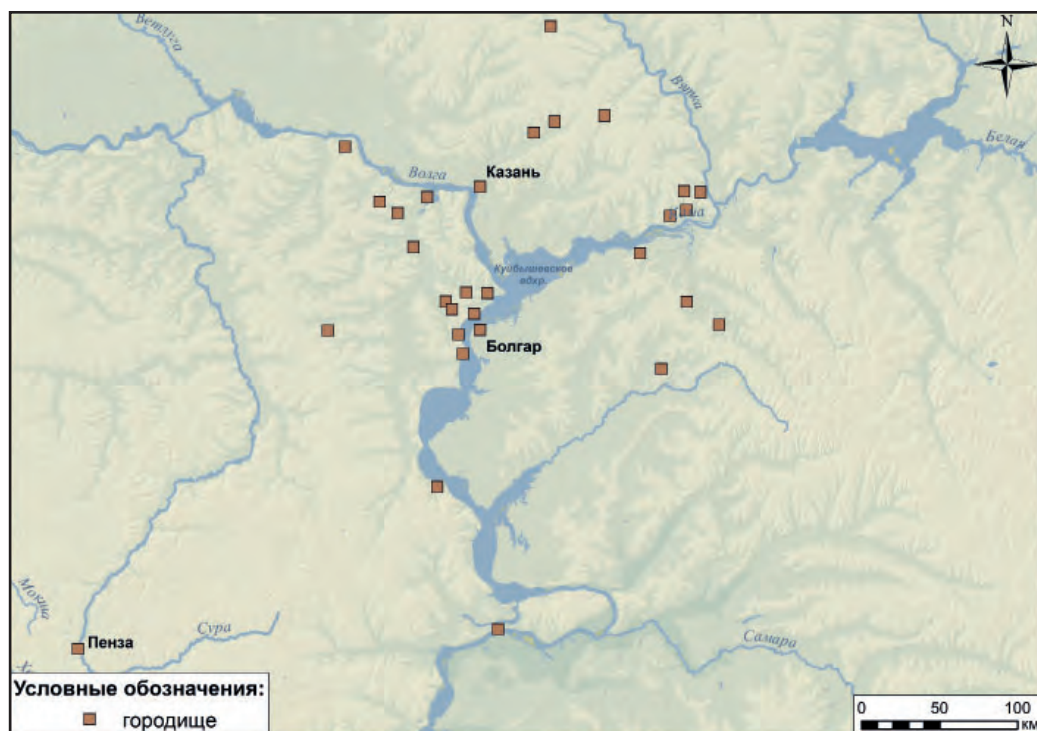 N
Ветлуга
Вятка
Белая
Волга
Казань
Кама
Куйбышевское
вдхр.
Болгар
Мокша
Пенза
Сура
Самара
Условные обозначения:
городище
0 50 100
КМ